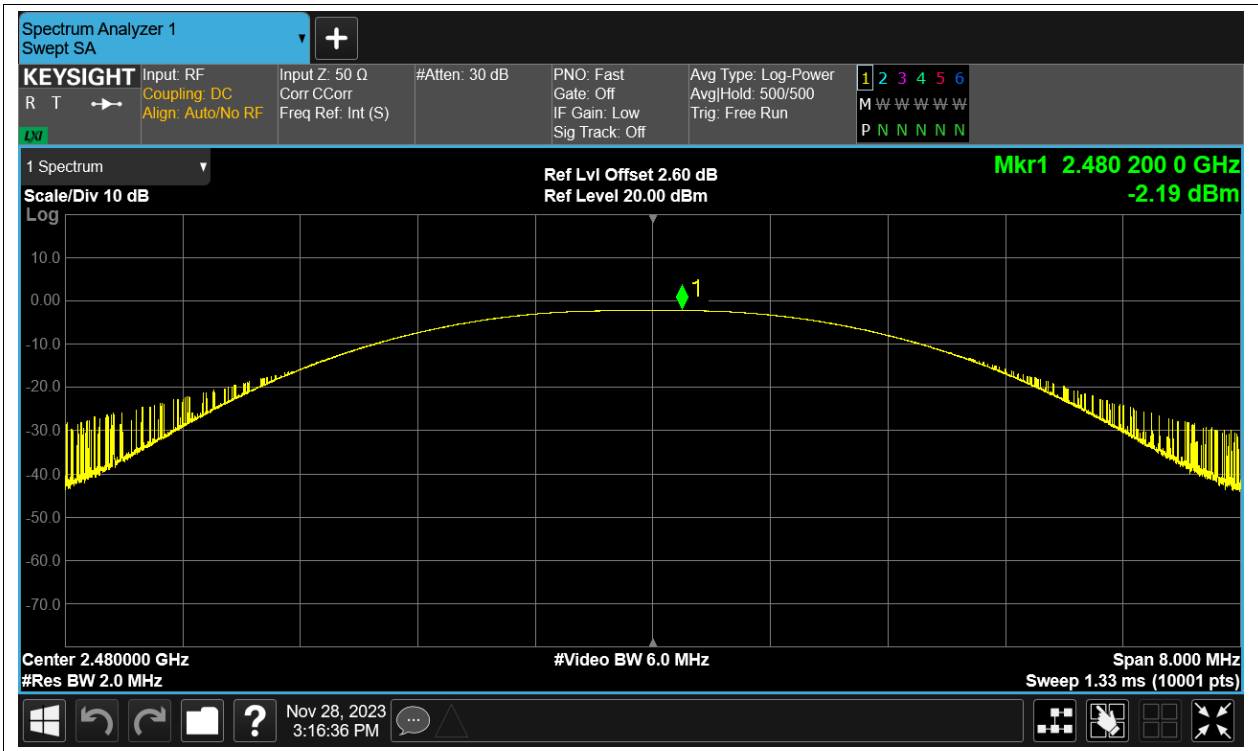 Spectrum Analyzer 1
Swept SA
▼
+
KEYSIGHT
R T
LXI
Input: RF
Coupling: DC
Align: Auto/No RF
Input Z: 50 Ω
Corr CCorr
Freq Ref: Int (S)
#Atten: 30 dB
PNO: Fast
Gate: Off
IF Gain: Low
Sig Track: Off
Avg Type: Log-Power
Avg|Hold: 500/500
Trig: Free Run
1 2 3 4 5 6
M W W W W W
P N N N N N
1 Spectrum ▼
Scale/Div 10 dB
Log
Ref Lvl Offset 2.60 dB
Ref Level 20.00 dBm
Mkr1 2.480 200 0 GHz
-2.19 dBm
1
10.0
0.00
-10.0
-20.0
-30.0
-40.0
-50.0
-60.0
-70.0
Center 2.480000 GHz
#Res BW 2.0 MHz
#Video BW 6.0 MHz
Span 8.000 MHz
Sweep 1.33 ms (10001 pts)
?
Nov 28, 2023
3:16:36 PM